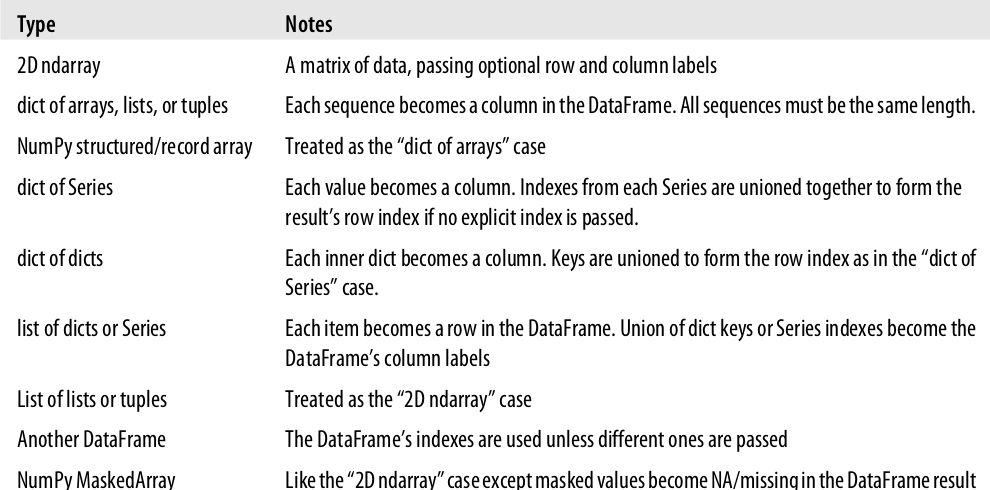 Type Notes
2D ndarray A matrix of data, passing optional row and column labels
dict of arrays, lists, or tuples Each sequence becomes a column in the DataFrame. All sequences must be the same length.
NumPy structured/record array Treated as the “dict of arrays” case
dict of Series Each value becomes a column. Indexes from each Series are unioned together to form the
result’s row index if no explicit index is passed.
dict of dicts Each inner dict becomes a column. Keys are unioned to form the row index as in the “dict of
Series” case.
list of dicts or Series Each item becomes a row in the DataFrame. Union of dict keys or Series indexes become the
DataFrame’s column labels
List of lists or tuples Treated as the “2D ndarray” case
Another DataFrame The DataFrame’s indexes are used unless different ones are passed
NumPy MaskedArray Like the “2D ndarray” case except masked values become NA/missing in the DataFrame result